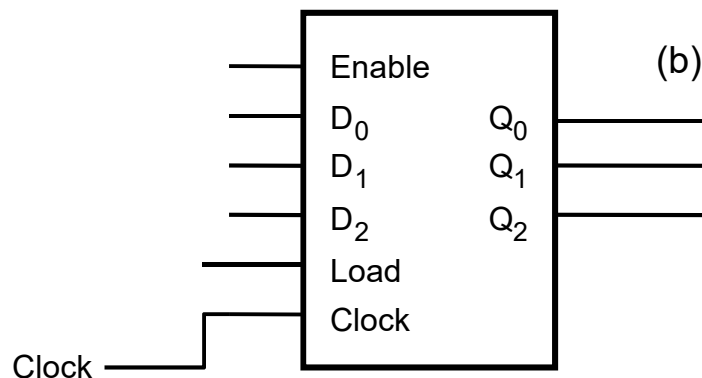 Enable
(b)
D0 Q0
D1 Q1
D2 Q2
Load
Clock
Clock